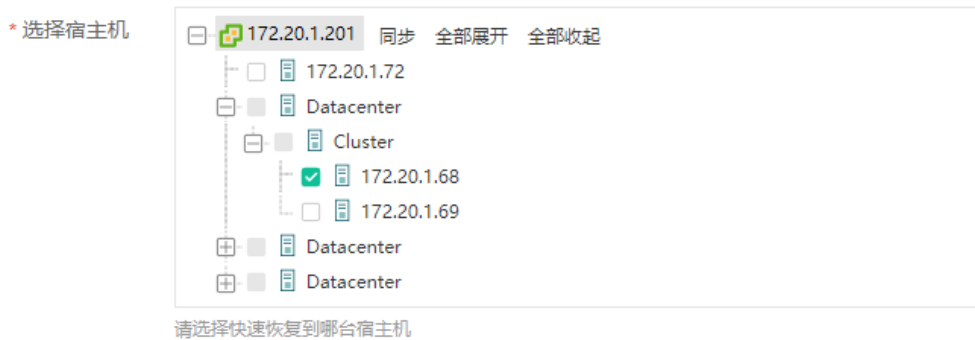 * 选择宿主机
172.20.1.201 同步 全部展开 全部收起
172.20.1.72
Datacenter
Cluster
172.20.1.68
172.20.1.69
Datacenter
Datacenter
请选择快速恢复到哪台宿主机